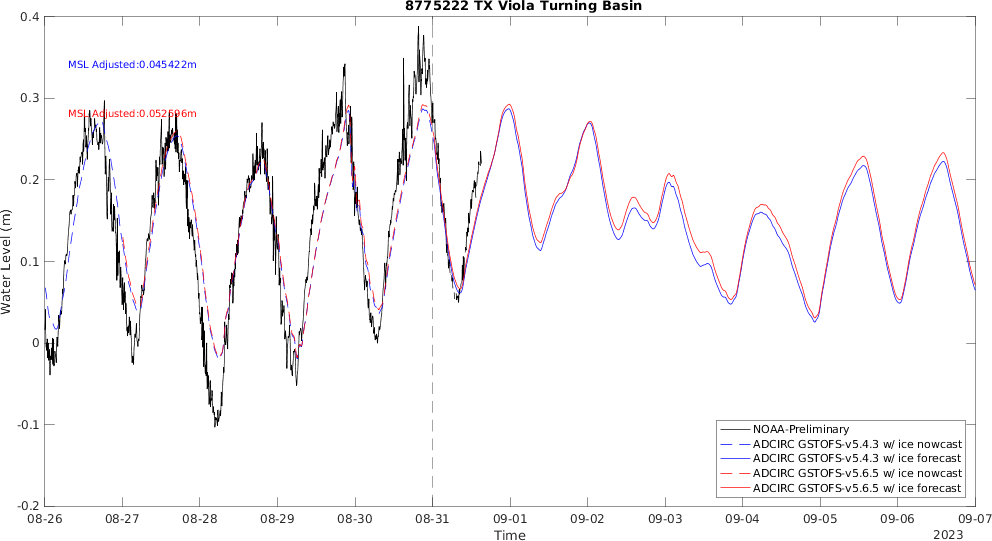 8775222 TX Viola Turning Basin
0.4
MSL Adjusted:0.045422m
0.3
MSL Adjusted:0.052596m
0.2
Water Level (m)
0.1
0
-0.1
-0.2
NOAA-Preliminary
ADCIRC GSTOFS-v5.4.3 w/ ice nowcast
ADCIRC GSTOFS-v5.4.3 w/ ice forecast
ADCIRC GSTOFS-v5.6.5 w/ ice nowcast
ADCIRC GSTOFS-v5.6.5 w/ ice forecast
08-26 08-27 08-28 08-29 08-30 08-31 09-01 09-02 09-03 09-04 09-05 09-06 09-07
Time
2023